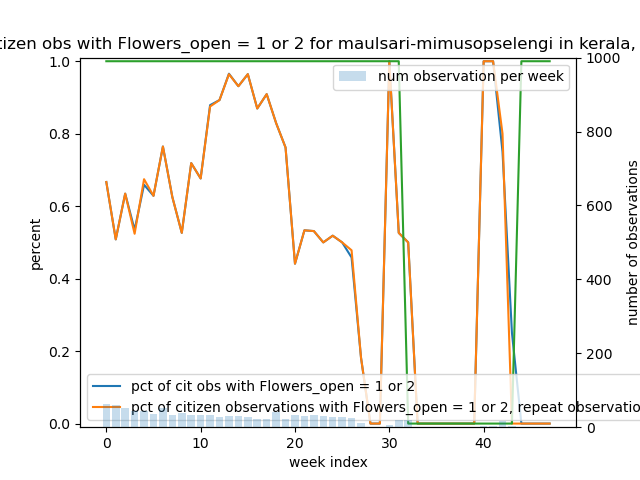 tizen obs with Flowers_open = 1 or 2 for maulsari-mimusopselengi in kerala,
num observation per week
1.0
0.8
0.6
0.4
0.2
0.0
percent
1000
800
600
400
200
0
number of observations
pct of cit obs with Flowers_open = 1 or 2
pct of citizen observations with Flowers_open = 1 or 2, repeat observatio
0
10
20
30
40
week index